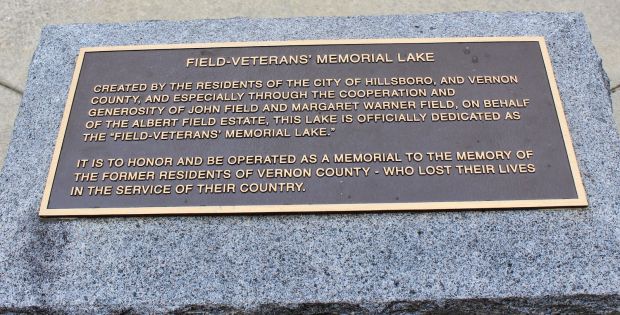 FIELD-VETERANS' MEMORIAL LAKE
CREATED BY THE RESIDENTS OF THE CITY OF HILLSBORO, AND VERNON
COUNTY, AND ESPECIALLY THROUGH THE COOPERATION AND
GENEROSITY OF JOHN FIELD AND MARGARET WARNER FIELD, ON BEHALF
OF THE ALBERT FIELD ESTATE, THIS LAKE IS OFFICIALLY DEDICATED AS
THE "FIELD-VETERANS' MEMORIAL LAKE."
IT IS TO HONOR AND BE OPERATED AS A MEMORIAL TO THE MEMORY OF
THE FORMER RESIDENTS OF VERNON COUNTY - WHO LOST THEIR LIVES
IN THE SERVICE OF THEIR COUNTRY.